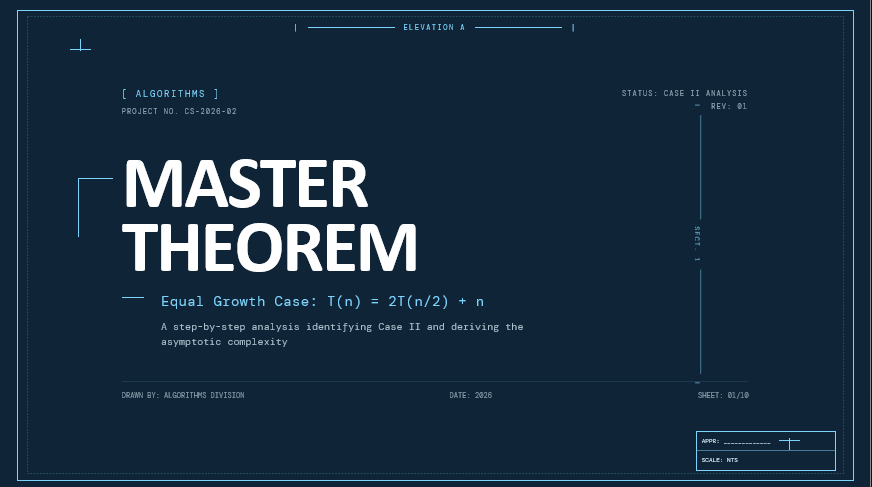 ELEVATION A
[ ALGORITHMS ]
PROJECT NO. CS-2026-02
STATUS: CASE II ANALYSIS
REV: 01
MASTER
THEOREM
SECT. 1
Equal Growth Case: T(n) = 2T(n/2) + n
A step-by-step analysis identifying Case II and deriving the
asymptotic complexity
DRAWN BY: ALGORITHMS DIVISION
DATE: 2026
SHEET: 01/10
APPR: _____________
SCALE: NTS